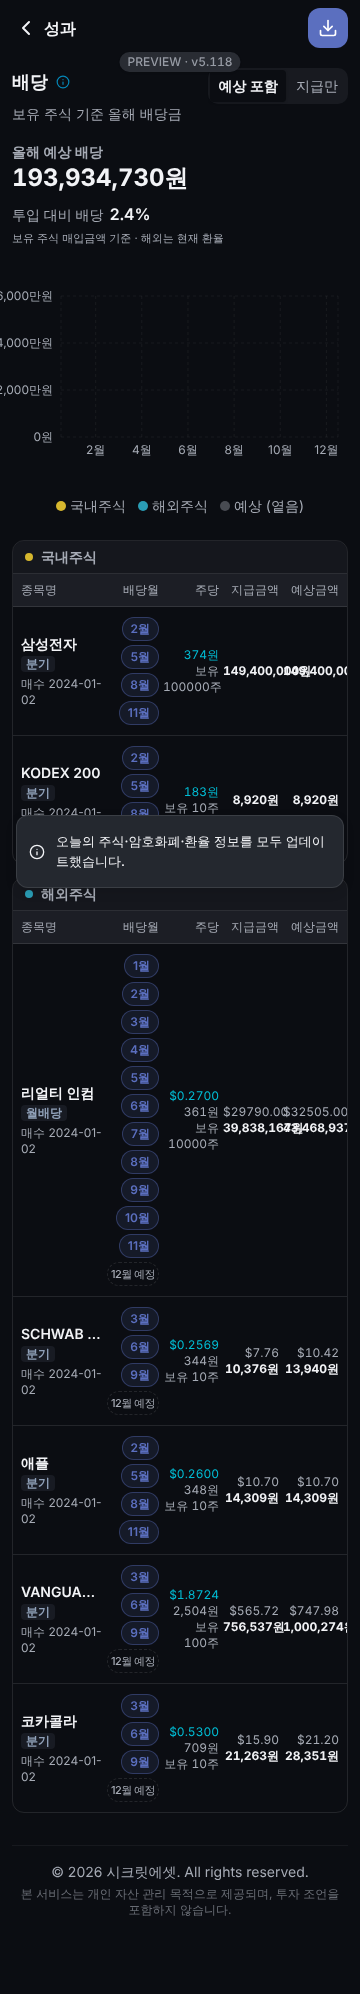 성과
PREVIEW · v5.118
배당
예상 포함 지급만
보유 주식 기준 올해 배당금
올해 예상 배당
193,934,730원
투입 대비 배당 2.4%
보유 주식 매입금액 기준 · 해외는 현재 환율
6,000만원
4,000만원
2,000만원
0원
2월 4월 6월 8월 10월 12월
국내주식 해외주식 예상 (옅음)
국내주식
종목명 배당월 주당 지급금액 예상금액
삼성전자
분기
매수 2024-01-
02
2월
5월
8월
11월
374원
보유
100000주
KODEX 200
분기
매수 2024-01-
2월
5월
8월
183원
보유 10주
8,920원 8,920원
오늘의 주식·암호화폐·환율 정보를 모두 업데이
트했습니다.
해외주식
종목명 배당월 주당 지급금액 예상금액
리얼티 인컴
월배당
매수 2024-01-
02
1월
2월
3월
4월
5월
6월
7월
8월
9월
10월
11월
12월 예정
$0.2700
361원
보유
10000주
$29790.00
$32505.00
SCHWAB ...
분기
매수 2024-01-
02
3월
6월
9월
12월 예정
$0.2569
344원
보유 10주
$7.76 $10.42
10,376원 13,940원
애플
분기
매수 2024-01-
02
2월
5월
8월
11월
$0.2600
348원
보유 10주
$10.70 $10.70
14,309원 14,309원
VANGUA...
분기
매수 2024-01-
02
3월
6월
9월
12월 예정
$1.8724
2,504원
보유
100주
$565.72 $747.98
756,537원 1,000,274원
코카콜라
분기
매수 2024-01-
02
3월
6월
9월
12월 예정
$0.5300
709원
보유 10주
$15.90 $21.20
21,263원 28,351원
© 2026 시크릿에셋. All rights reserved.
본 서비스는 개인 자산 관리 목적으로 제공되며, 투자 조언을
포함하지 않습니다.